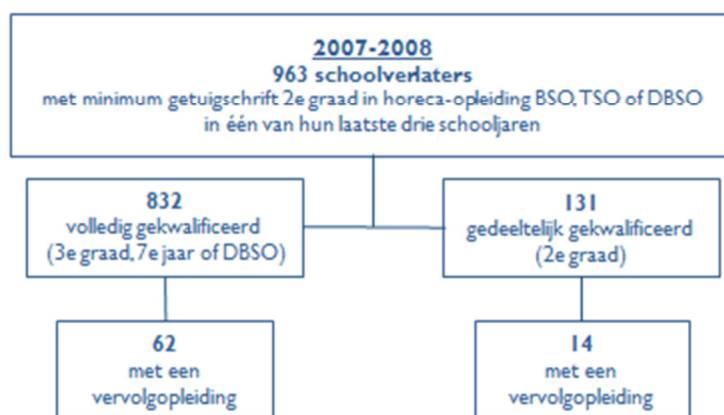 2007-2008
963 schoolverlaters
met minimum getuigschrift 2e graad in horeca-opleiding BSO, TSO of DBSO
in één van hun laatste drie schooljaren
832
volledig gekwalificeerd
(3e graad, 7e jaar of DBSO)
131
gedeeltelijk gekwalificeerd
(2e graad)
62
met een
vervolgopleiding
14
met een
vervolgopleiding